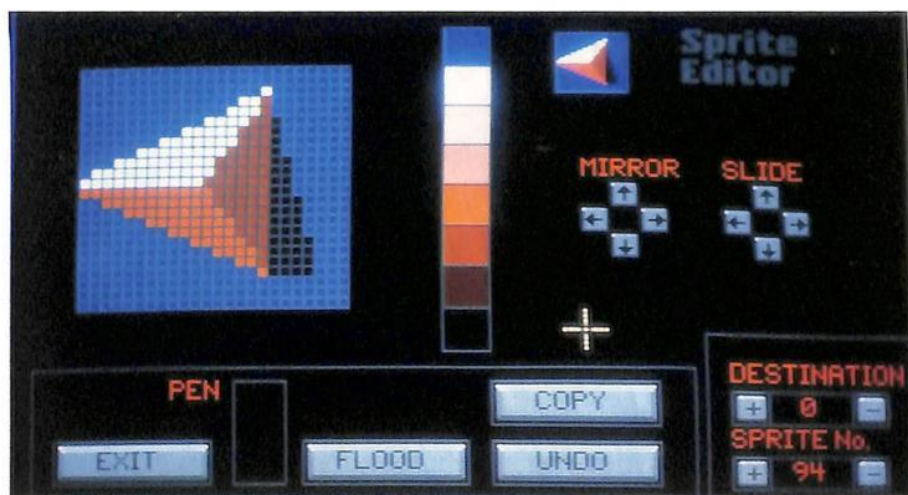 Sprite
Editor
MIRROR
SLIDE
PEN
COPY
EXIT
FLOOD
UNDO
DESTINATION
+ 0 -
SPRITE No.
+ 94 -